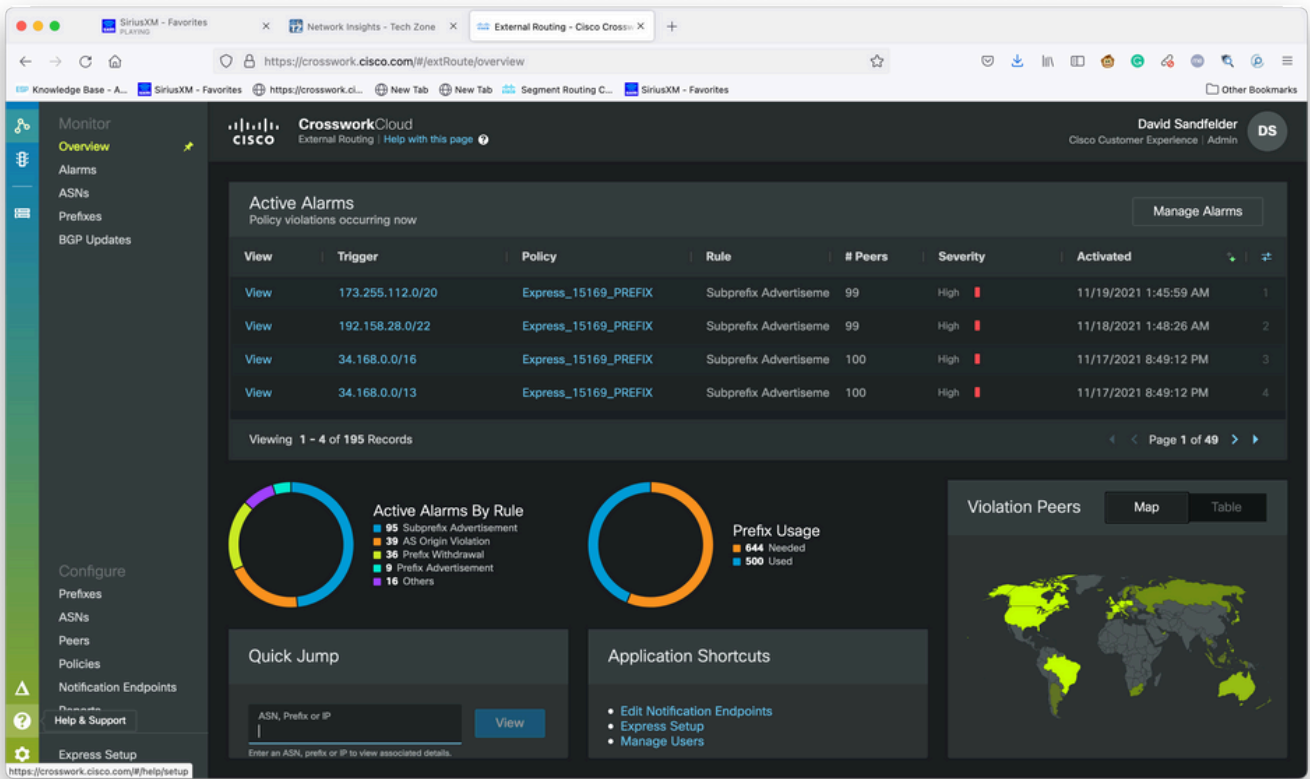 SiriusXM - Favorites
PLAYING
Network Insights - Tech Zone
External Routing - Cisco Crossw
https://crosswork.cisco.com/#/extRoute/overview
Knowledge Base - A...
SiriusXM - Favorites
https://crosswork.ci...
New Tab
New Tab
Segment Routing C...
SiriusXM - Favorites
Other Bookmarks
Monitor
Overview
Alarms
ASNs
Prefixes
BGP Updates
Configure
Prefixes
ASNs
Peers
Policies
Notification Endpoints
Reports
Help & Support
Express Setup
https://crosswork.cisco.com/#/help/setup
CISCO
CrossworkCloud
External Routing | Help with this page
David Sandfelder
Cisco Customer Experience | Admin
DS
Active Alarms
Policy violations occurring now
Manage Alarms
View Trigger Policy Rule # Peers Severity Activated
View 173.255.112.0/20 Express_15169_PREFIX Subprefix Advertiseme 99 High 11/19/2021 1:45:59 AM 1
View 192.158.28.0/22 Express_15169_PREFIX Subprefix Advertiseme 99 High 11/18/2021 1:48:26 AM 2
View 34.168.0.0/16 Express_15169_PREFIX Subprefix Advertiseme 100 High 11/17/2021 8:49:12 PM 3
View 34.168.0.0/13 Express_15169_PREFIX Subprefix Advertiseme 100 High 11/17/2021 8:49:12 PM 4
Viewing 1 - 4 of 195 Records
Page 1 of 49
Active Alarms By Rule
95 Subprefix Advertisement
39 AS Origin Violation
36 Prefix Withdrawal
9 Prefix Advertisement
16 Others
Prefix Usage
644 Needed
500 Used
Violation Peers
Map
Table
Quick Jump
ASN, Prefix or IP
View
Enter an ASN, prefix or IP to view associated details.
Application Shortcuts
Edit Notification Endpoints
Express Setup
Manage Users